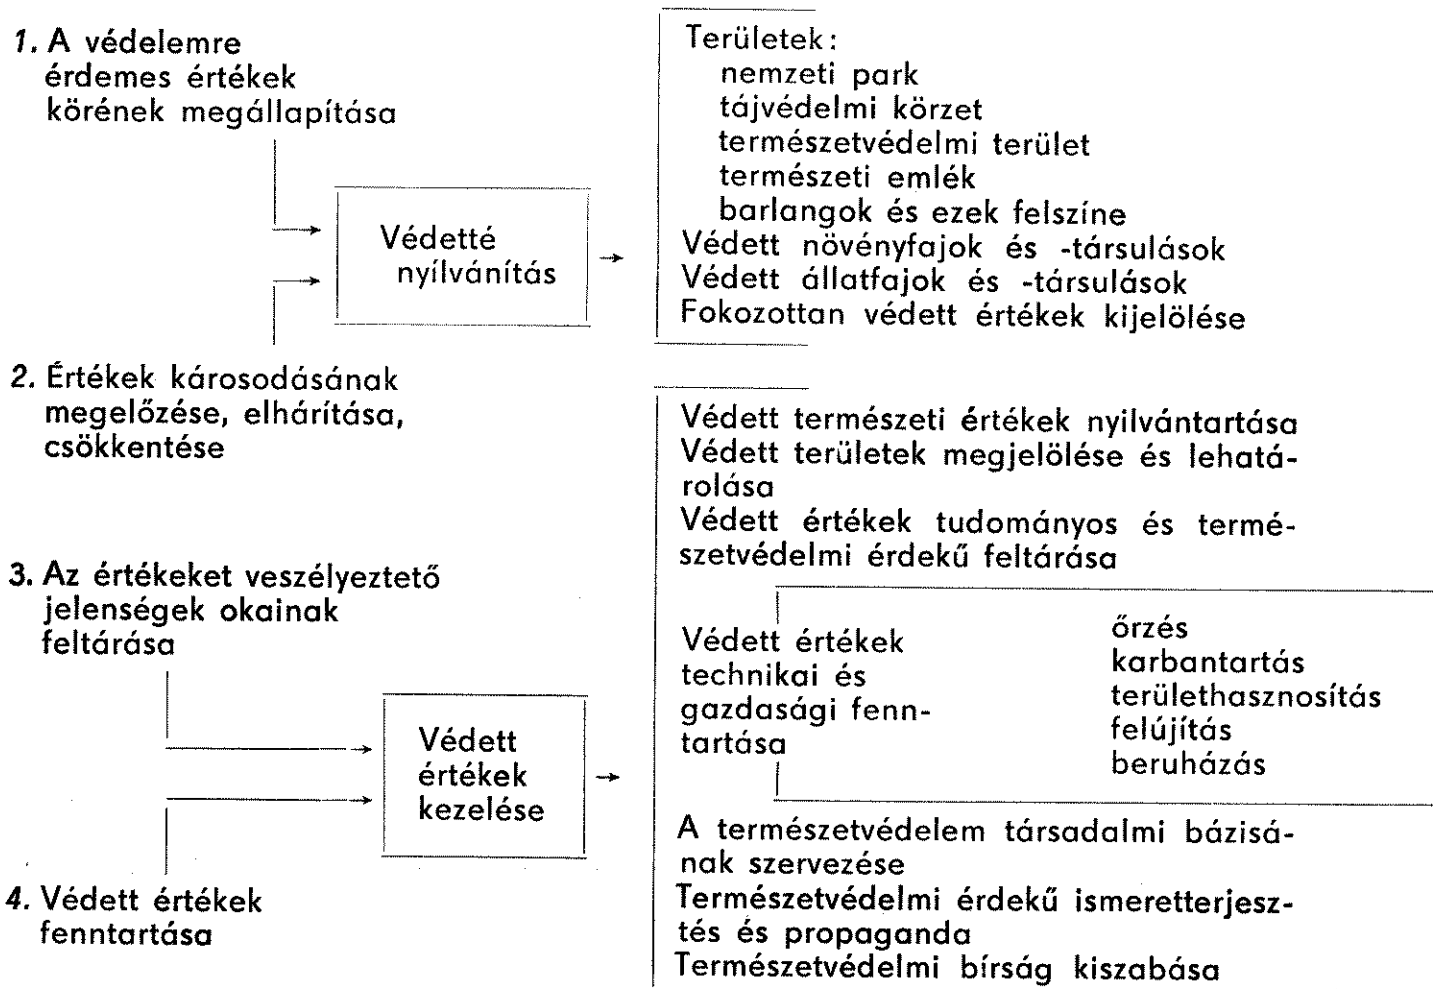 1. A védelemre
érdemes értékek
körének megállapítása
Védetté
nyílvánítás
2. Értékek károsodásának
megelőzése, elhárítása,
csökkentése
Területek:
nemzeti park
tájvédelmi körzet
természetvédelmi terület
természeti emlék
barlangok és ezek felszíne
Védett növényfajok és -társulások
Védett állatfajok és -társulások
Fokozottan védett értékek kijelölése
3. Az értékeket veszélyeztető
jelenségek okainak
feltárása
Védett
értékek
kezelése
4. Védett értékek
fenntartása
Védett természeti értékek nyilvántartása
Védett területek megjelölése és lehatá-
rolása
Védett értékek tudományos és termé-
szetvédelmi érdekű feltárása
Védett értékek
technikai és
gazdasági fenn-
tartása
őrzés
karbantartás
területhasznosítás
felújítás
beruházás
A természetvédelem társadalmi bázisá-
nak szervezése
Természetvédelmi érdekű ismeretterjesz-
tés és propaganda
Természetvédelmi bírság kiszabása